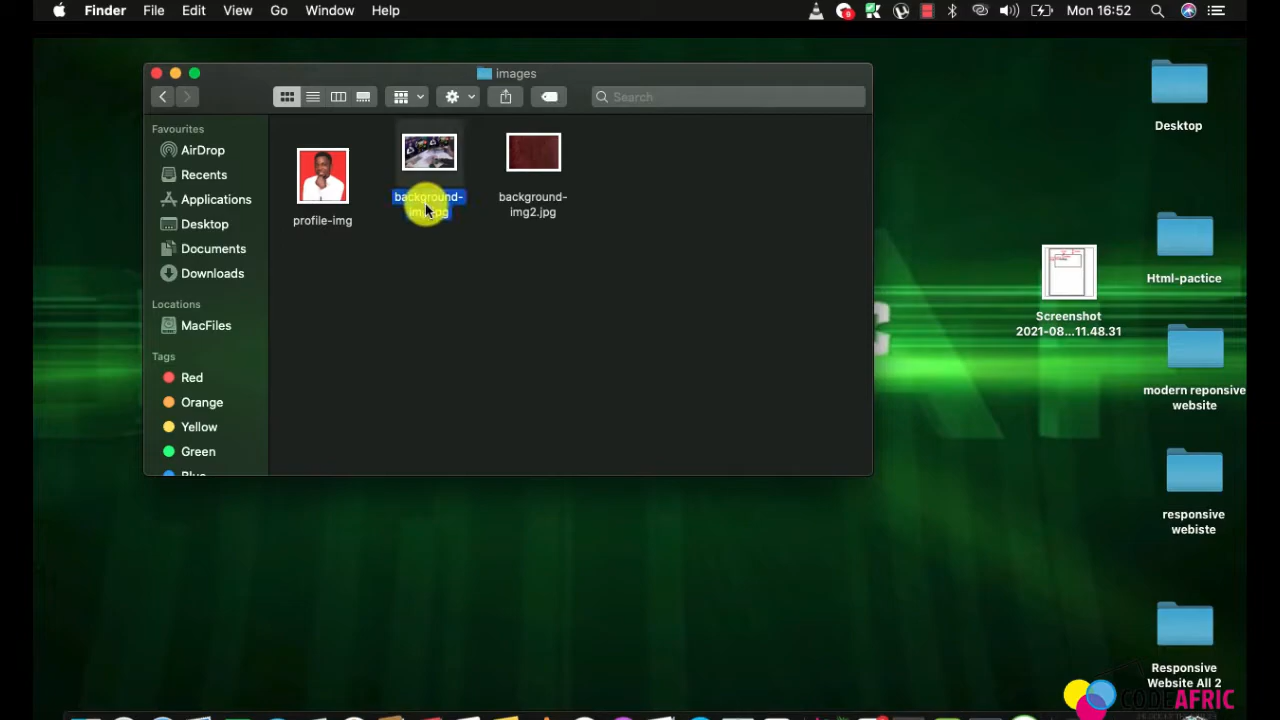 Finder File Edit View Go Window Help
9
Mon 16:52
images
Search
Favourites
AirDrop
Recents
Applications
Desktop
Documents
Downloads
Locations
MacFiles
Tags
Red
Orange
Yellow
Green
Blue
profile-img
background-
background-
img2.jpg
Desktop
Html-pactice
Screenshot
2021-08...11.48.31
modern reponsive
website
responsive
webiste
Responsive
Website All 2
CODEAFRIC